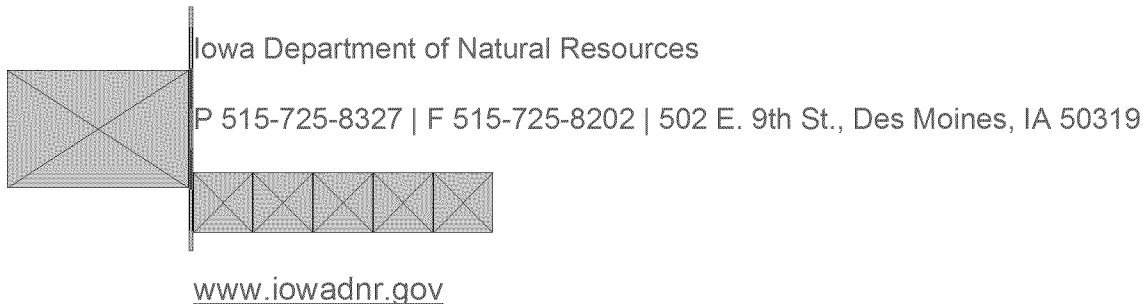 Iowa Department of Natural Resources
P 515-725-8327 | F 515-725-8202 | 502 E. 9th St., Des Moines, IA 50319
www.iowadnr.gov